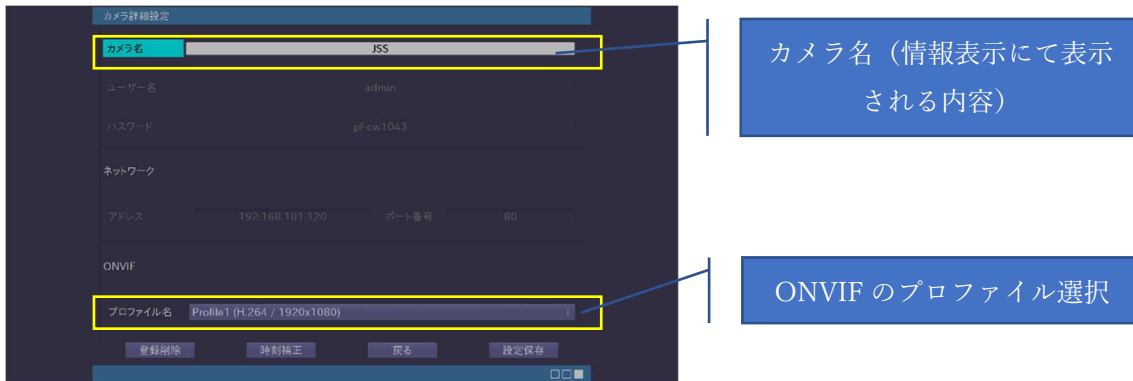 カメラ詳細設定
カメラ名 JSS
ユーザー名 admin
パスワード pf-cw1043
ネットワーク
アドレス 192.168.101.120 ポート番号 80
ONVIF
プロファイル名 Profile1 (H.264 / 1920x1080)
登録削除 時刻補正 戻る 設定保存
カメラ名（情報表示にて表示
される内容）
ONVIF のプロファイル選択